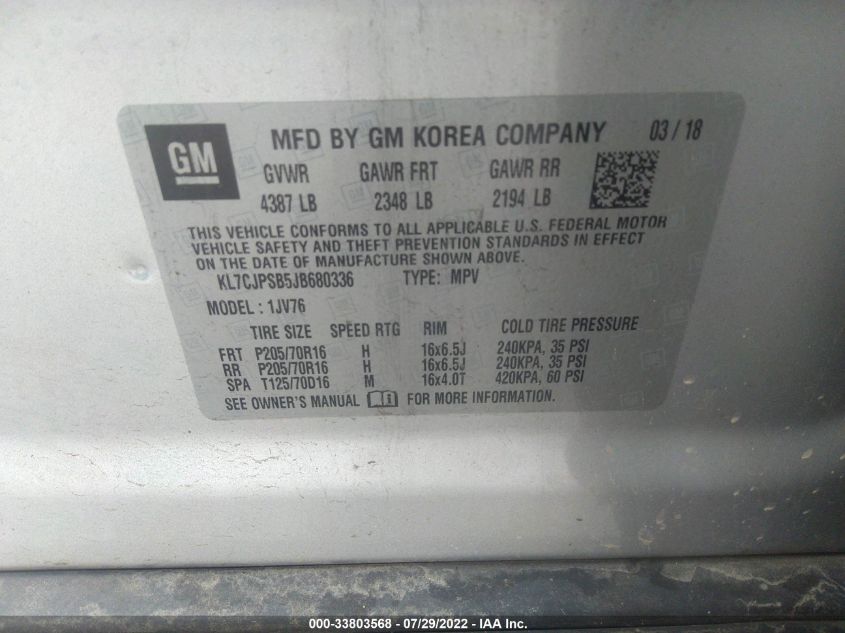 GM
MFD BY GM KOREA COMPANY 03 / 18
GVWR GAWR FRT GAWR RR
4387 LB 2348 LB 2194 LB
THIS VEHICLE CONFORMS TO ALL APPLICABLE U.S. FEDERAL MOTOR
VEHICLE SAFETY AND THEFT PREVENTION STANDARDS IN EFFECT
ON THE DATE OF MANUFACTURE SHOWN ABOVE.
KL7CJPSB5JB680336 TYPE: MPV
MODEL : 1JV76
TIRE SIZE SPEED RTG RIM COLD TIRE PRESSURE
FRT P205/70R16 H 16x6.5J 240KPA, 35 PSI
RR P205/70R16 H 16x6.5J 240KPA, 35 PSI
SPA T125/70D16 M 16x4.0T 420KPA, 60 PSI
SEE OWNER'S MANUAL FOR MORE INFORMATION.
000-33803568 - 07/29/2022 - IAA Inc.